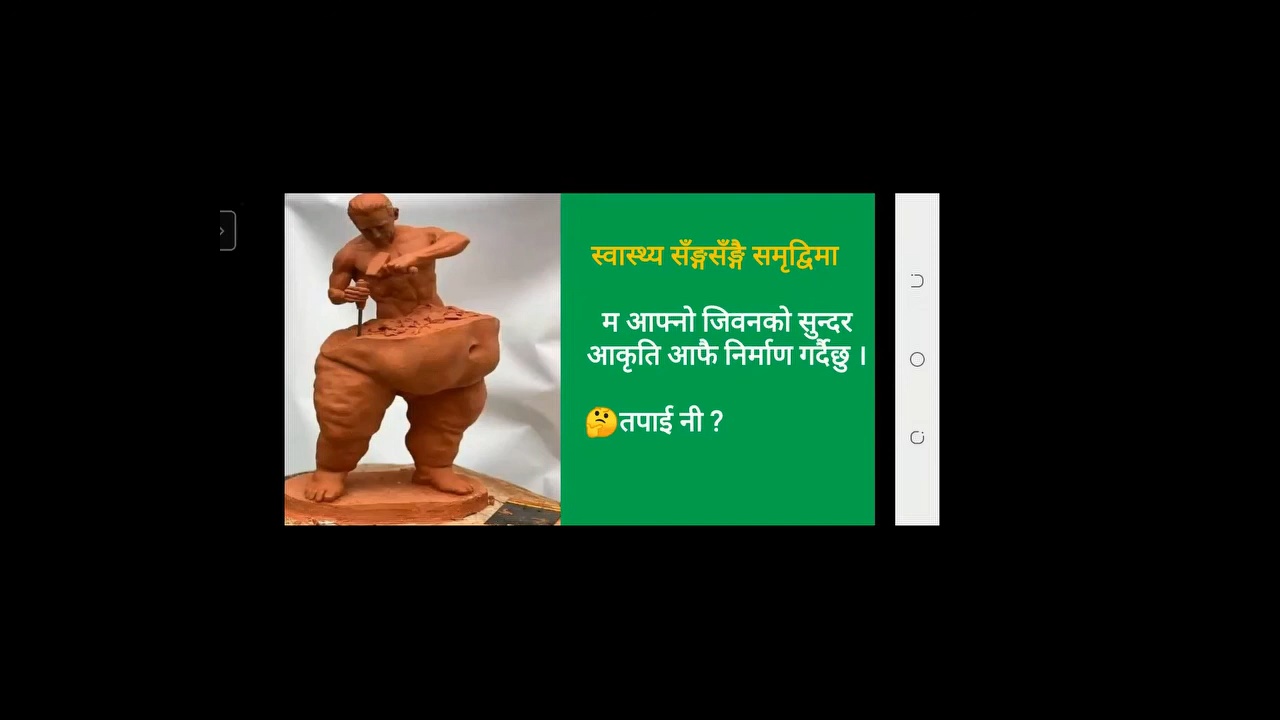 स्वास्थ्य सँङ्गसँङ्गै समृद्विमा
म आफ्नो जिवनको सुन्दर
आकृति आफै निर्माण गर्दैछु ।
🤔तपाई नी ?